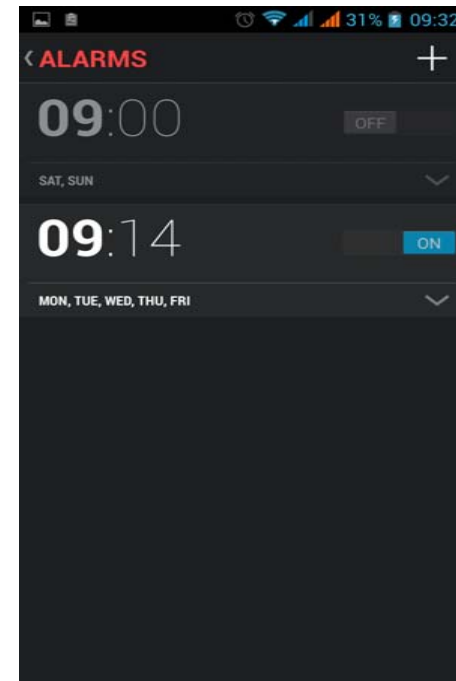 31% 09:32
ALARMS
09:00
OFF
SAT, SUN
09:14
ON
MON, TUE, WED, THU, FRI